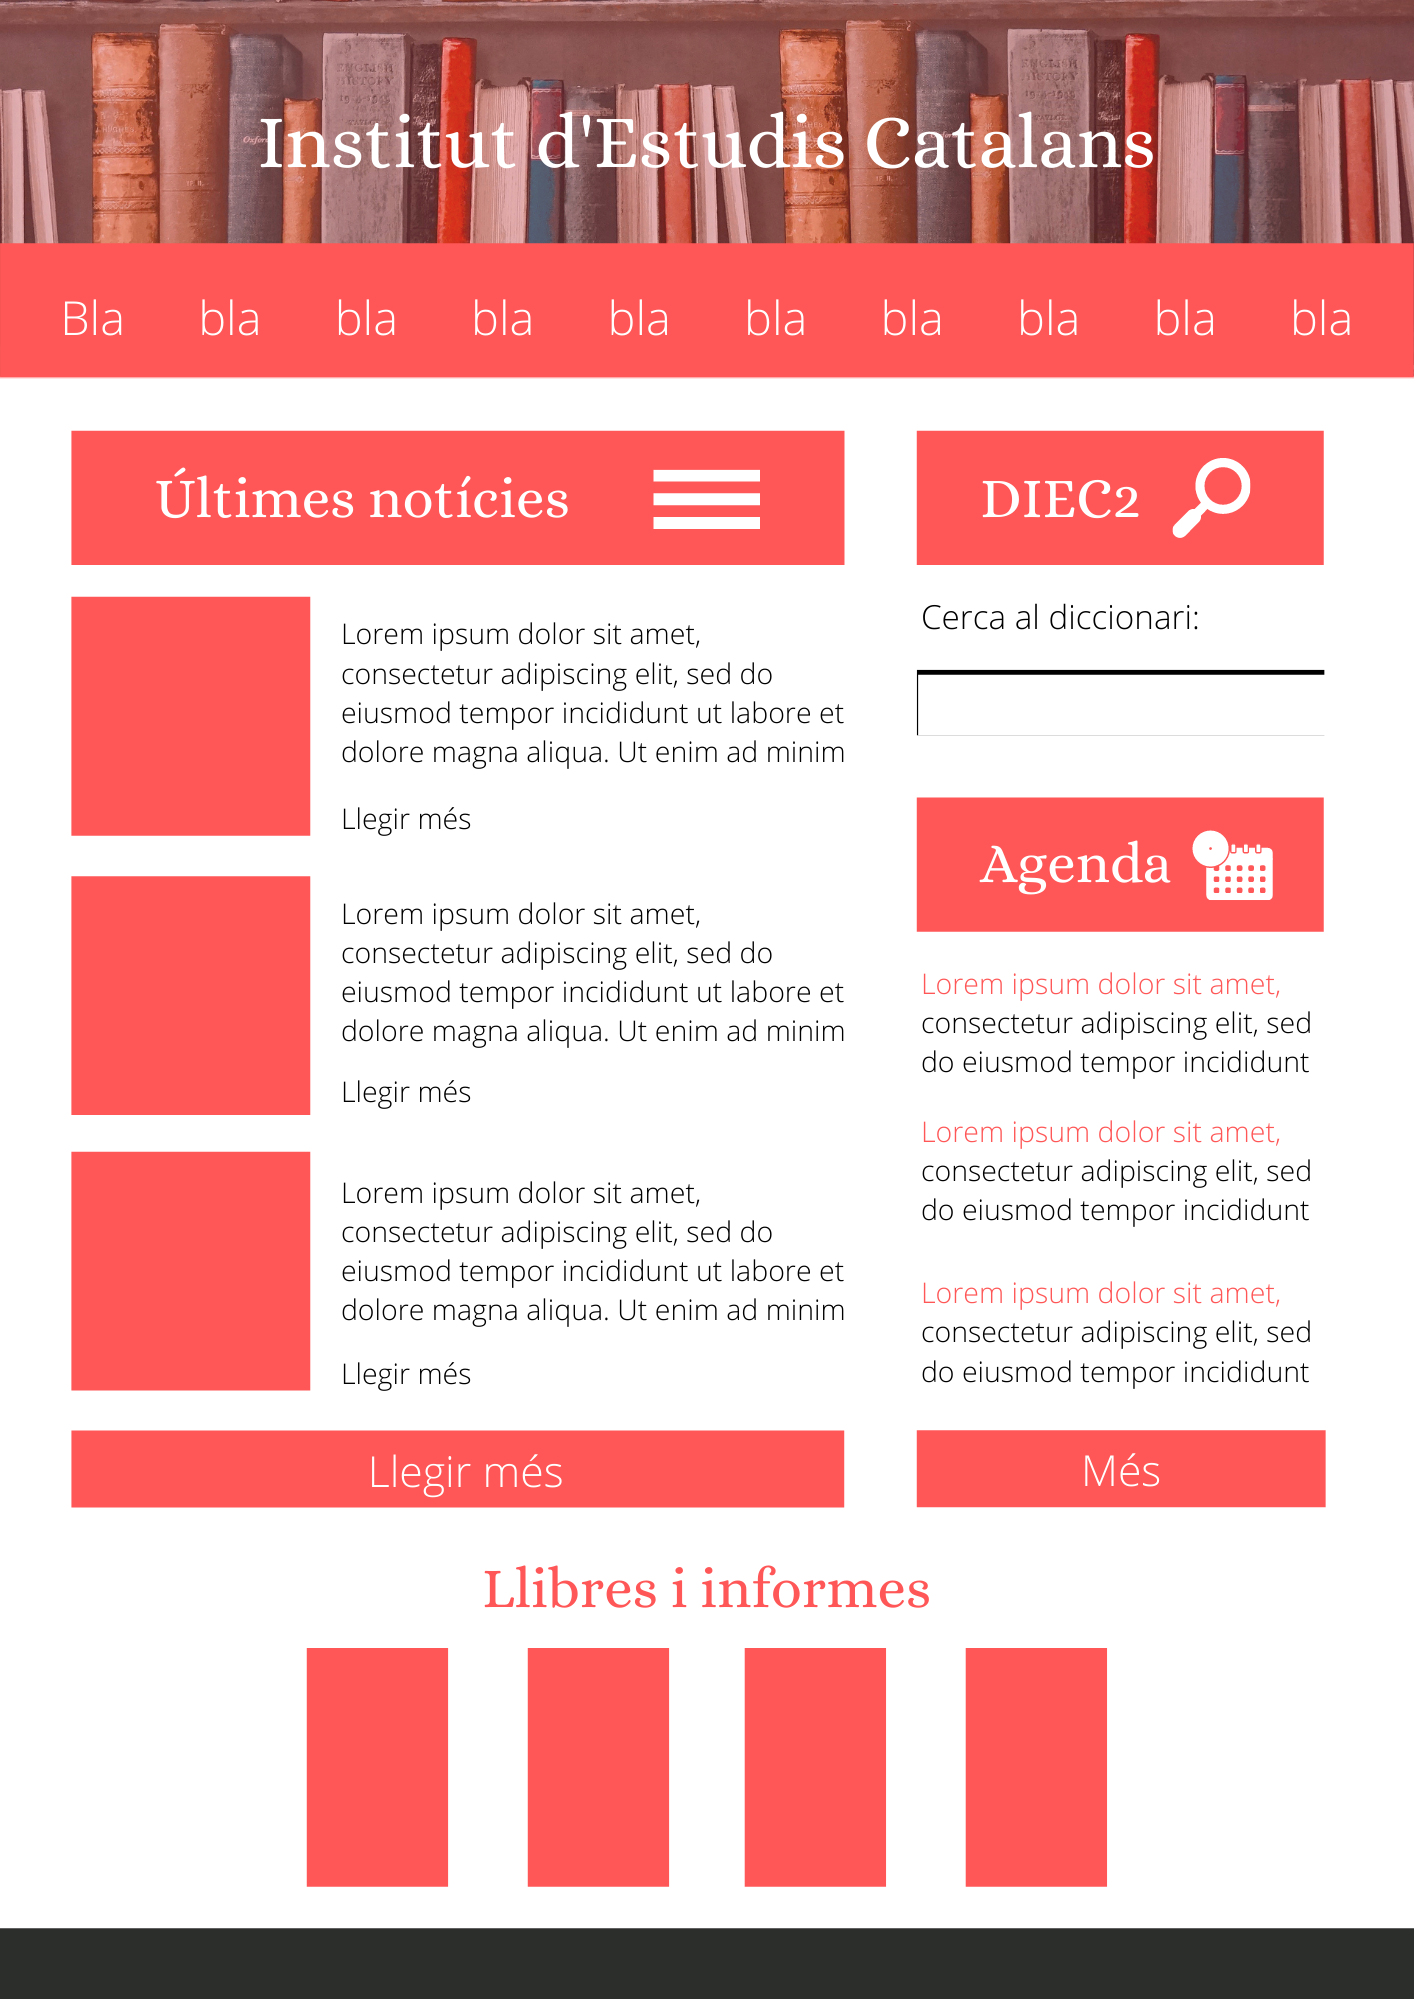 Institut d'Estudis Catalans
Bla bla bla bla bla bla bla bla bla bla
Últimes notícies
Lorem ipsum dolor sit amet,
consectetur adipiscing elit, sed do
eiusmod tempor incididunt ut labore et
dolore magna aliqua. Ut enim ad minim
Llegir més
Lorem ipsum dolor sit amet,
consectetur adipiscing elit, sed do
eiusmod tempor incididunt ut labore et
dolore magna aliqua. Ut enim ad minim
Llegir més
Lorem ipsum dolor sit amet,
consectetur adipiscing elit, sed do
eiusmod tempor incididunt ut labore et
dolore magna aliqua. Ut enim ad minim
Llegir més
Llegir més
DIEC2
Cerca al diccionari:
Agenda
Lorem ipsum dolor sit amet,
consectetur adipiscing elit, sed
do eiusmod tempor incididunt
Lorem ipsum dolor sit amet,
consectetur adipiscing elit, sed
do eiusmod tempor incididunt
Lorem ipsum dolor sit amet,
consectetur adipiscing elit, sed
do eiusmod tempor incididunt
Més
Llibres i informes